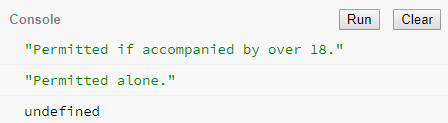 Console Run Clear
"Permitted if accompanied by over 18."
"Permitted alone."
undefined